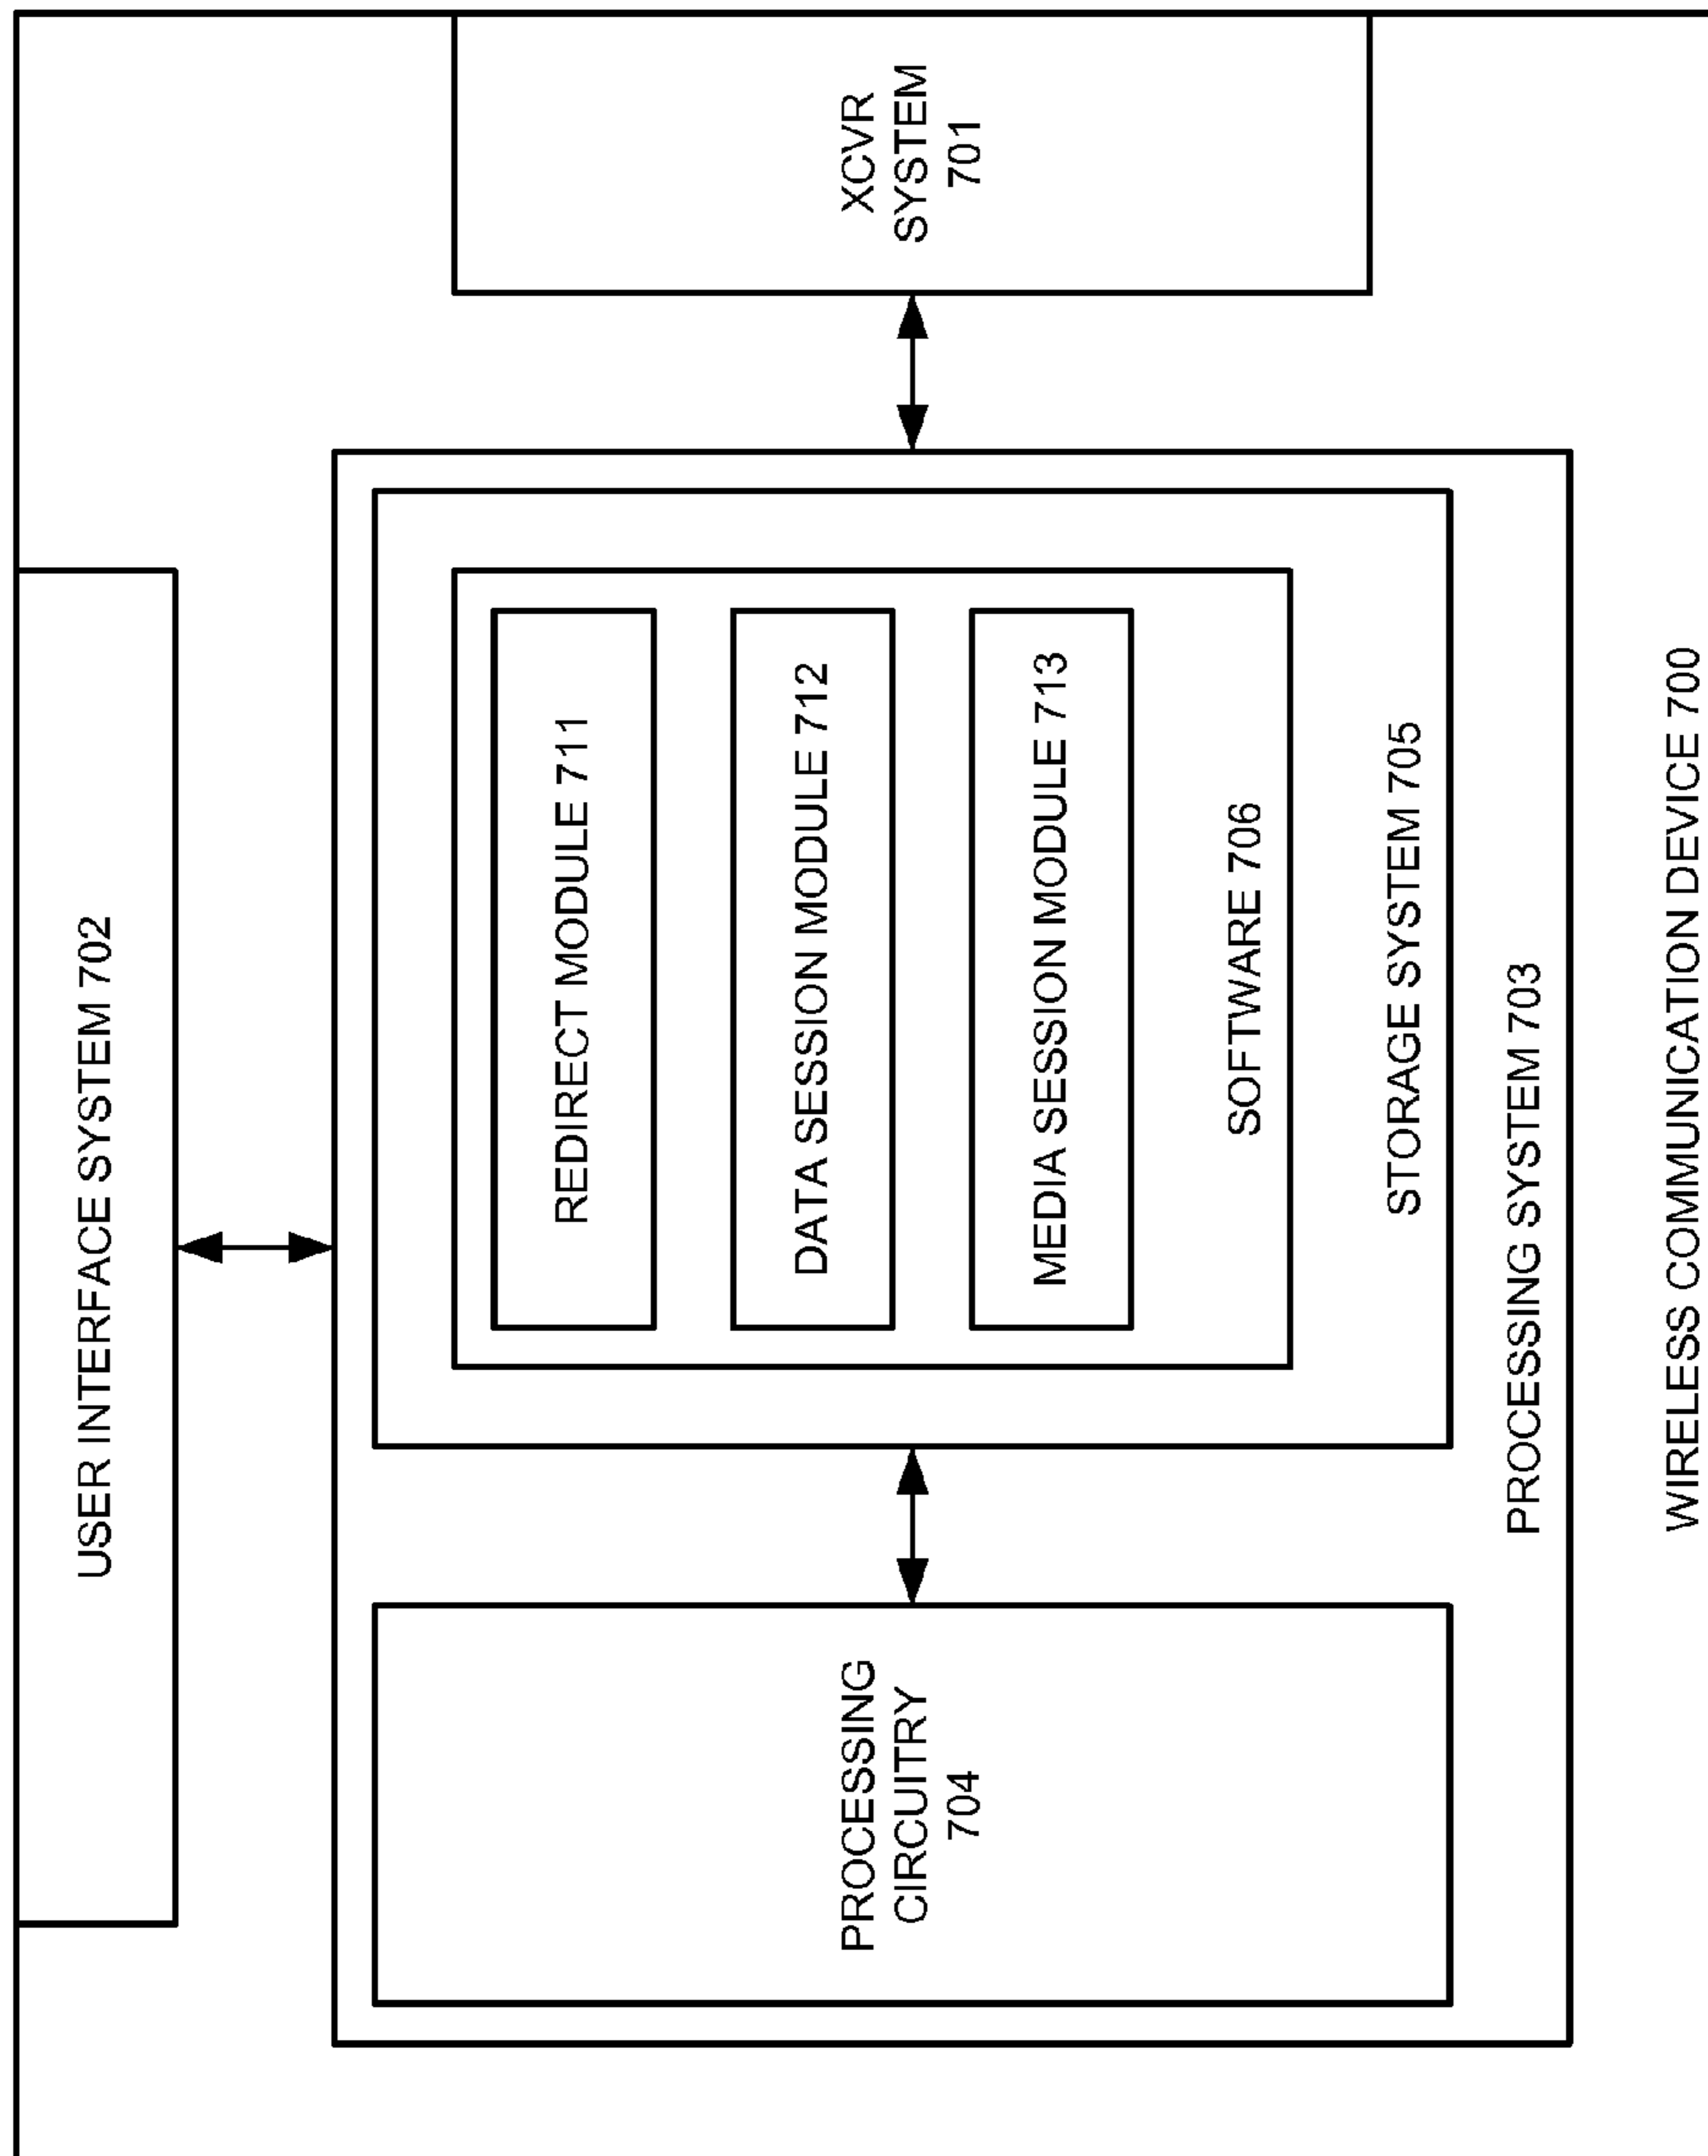 USER INTERFACE SYSTEM 702
XCVR
SYSTEM
701
PROCESSING
CIRCUITRY
704
REDIRECT MODULE 711
DATA SESSION MODULE 712
MEDIA SESSION MODULE 713
SOFTWARE 706
STORAGE SYSTEM 705
PROCESSING SYSTEM 703
WIRELESS COMMUNICATION DEVICE 700